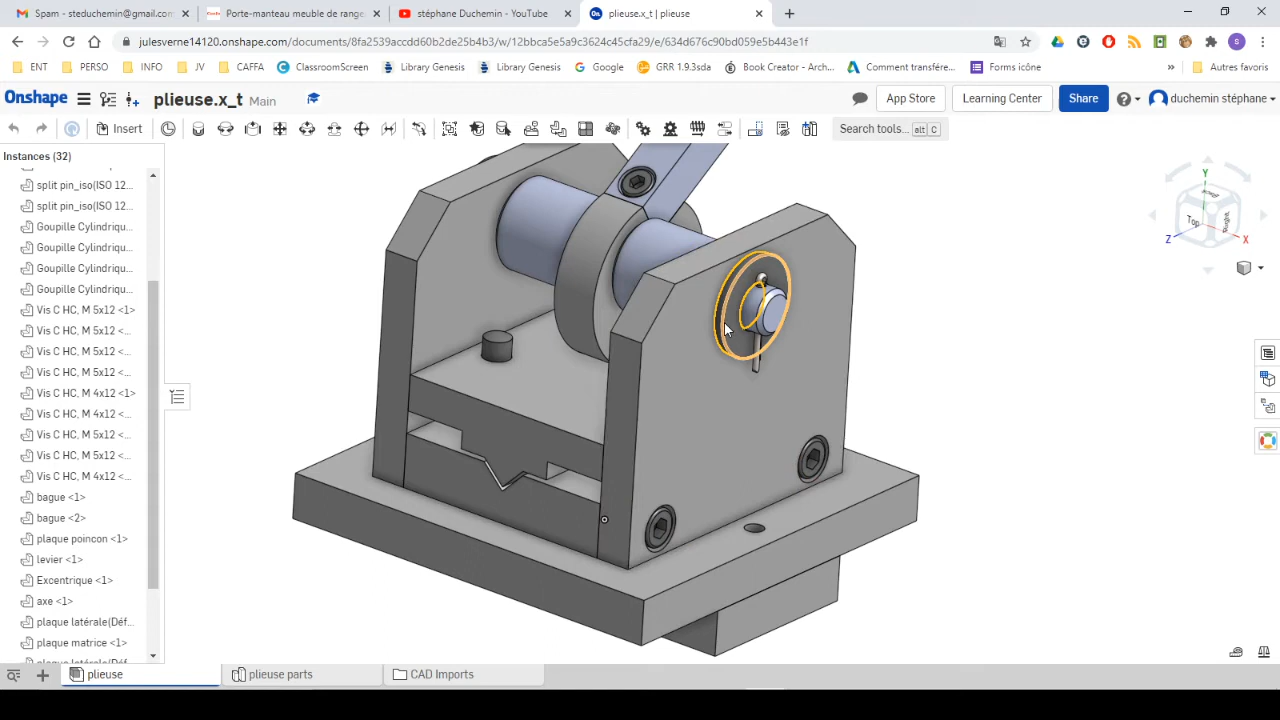 Spam - steduchemin@gmail.com
Porte-manteau meuble de range
stéphane Duchemin - YouTube
plieuse.x_t | plieuse
julesverne14120.onshape.com/documents/8fa2539accdd60b2de25b4b3/w/12bbca5e5a9c3624c45cfa29/e/634d676c90bd059e5b443e1f
ENT
PERSO
INFO
JV
CAFFA
ClassroomScreen
Library Genesis
Library Genesis
Google
GRR 1.9.3sda
Book Creator - Arch...
Comment transfére...
Forms icône
»
Autres favoris
Onshape
plieuse.x_t Main
App Store
Learning Center
Share
duchemin stéphane
Insert
Search tools... alt C
Instances (32)
split pin_iso(ISO 12...
split pin_iso(ISO 12...
Goupille Cylindriqu...
Goupille Cylindriqu...
Goupille Cylindriqu...
Goupille Cylindriqu...
Vis C HC, M 5x12 <1>
Vis C HC, M 5x12 <...
Vis C HC, M 5x12 <...
Vis C HC, M 5x12 <...
Vis C HC, M 4x12 <1>
Vis C HC, M 4x12 <...
Vis C HC, M 5x12 <...
Vis C HC, M 5x12 <...
Vis C HC, M 4x12 <...
bague <1>
bague <2>
plaque poincon <1>
levier <1>
Excentrique <1>
axe <1>
plaque latérale(Déf...
plaque matrice <1>
plaque latérale(Déf...
Y
Back
Top
Right
Z
X
plieuse
plieuse parts
CAD Imports